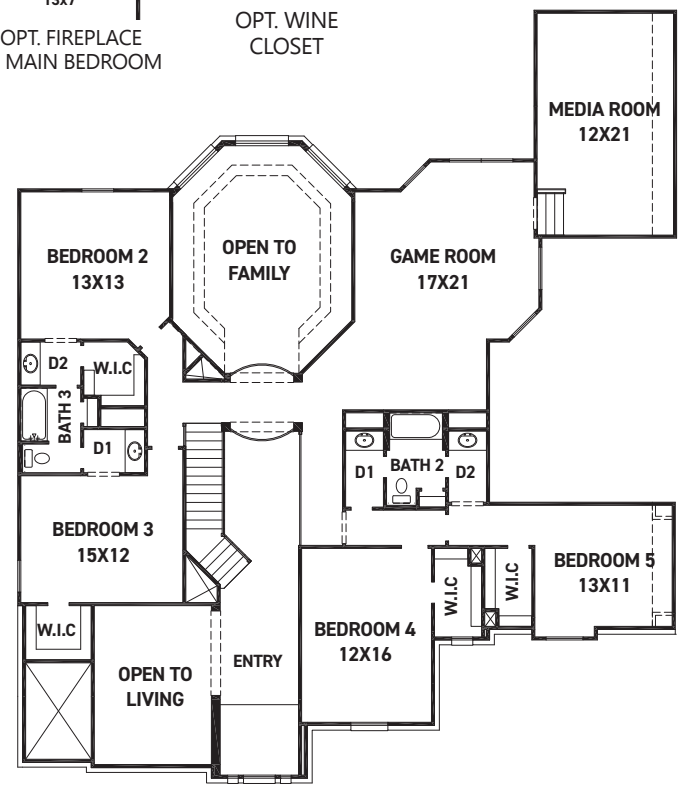 13x7
OPT. FIREPLACE
MAIN BEDROOM
OPT. WINE
CLOSET
MEDIA ROOM
12X21
BEDROOM 2
13X13
OPEN TO
FAMILY
GAME ROOM
17X21
D2
W.I.C
BATH 3
D1
D1
BATH 2
D2
BEDROOM 3
15X12
BEDROOM 5
13X11
W.I.C
W.I.C
W.I.C
BEDROOM 4
12X16
ENTRY
OPEN TO
LIVING